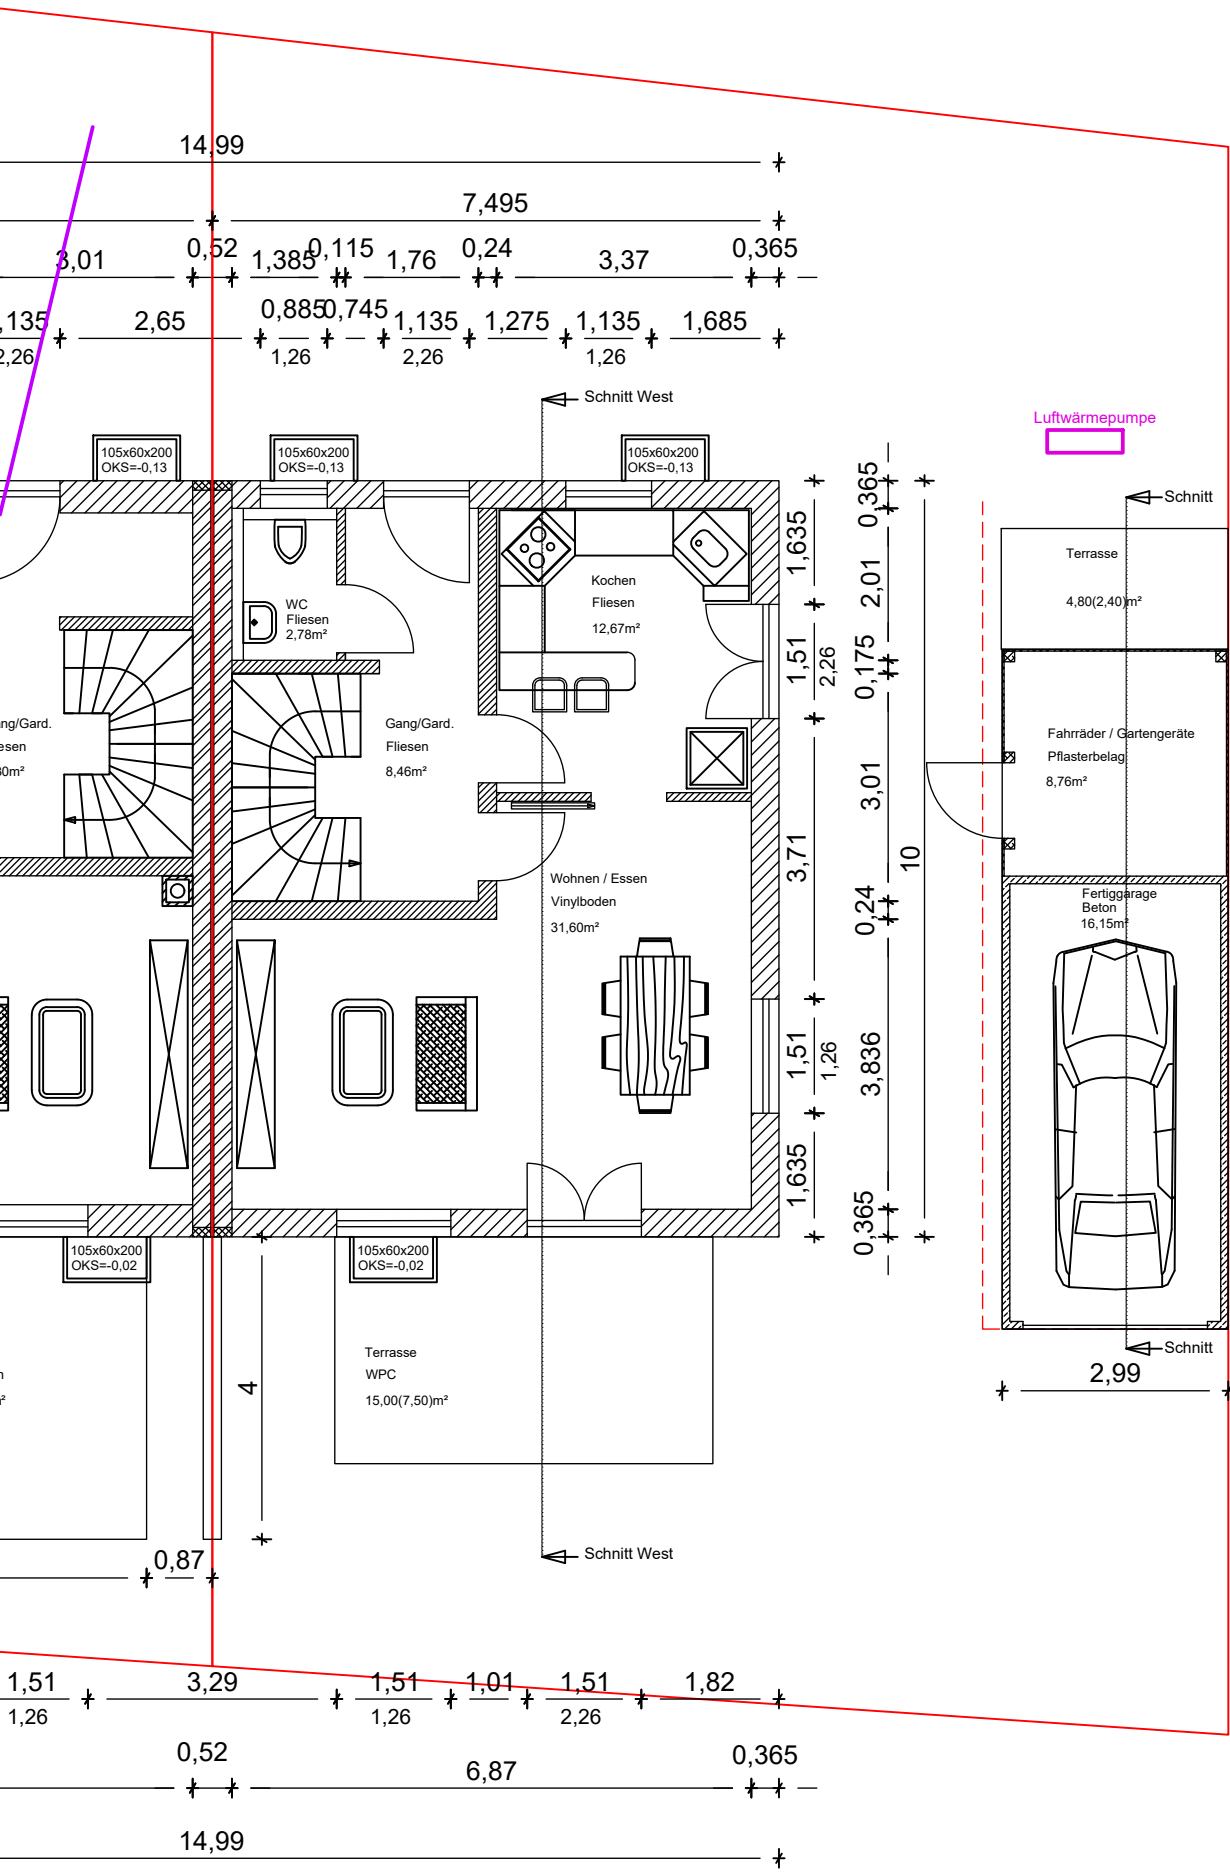 14,99
7,495
3,01
0,52
1,385
0,115
1,76
0,24
3,37
0,365
,135
2,65
0,885
0,745
1,135
1,275
1,135
1,685
2,26
1,26
2,26
1,26
Schnitt West
Luftwärmepumpe
105x60x200
OKS=-0,13
105x60x200
OKS=-0,13
105x60x200
OKS=-0,13
Schnitt
1,635
0,365
2,01
Terrasse
4,80(2,40)m²
WC
Fliesen
2,78m²
Kochen
Fliesen
12,67m²
1,51
2,26
0,175
ng/Gard.
esen
30m²
Gang/Gard.
Fliesen
8,46m²
Fahrräder / Gartengeräte
Pflasterbelag
8,76m²
3,01
3,71
10
0,24
Wohnen / Essen
Vinylboden
31,60m²
Fertiggarage
Beton
16,15m²
1,51
1,26
3,836
1,635
0,365
105x60x200
OKS=-0,02
105x60x200
OKS=-0,02
Terrasse
WPC
15,00(7,50)m²
n
²
4
Schnitt
2,99
Schnitt West
0,87
1,51
3,29
1,51
1,01
1,51
1,82
1,26
1,26
2,26
0,52
6,87
0,365
14,99